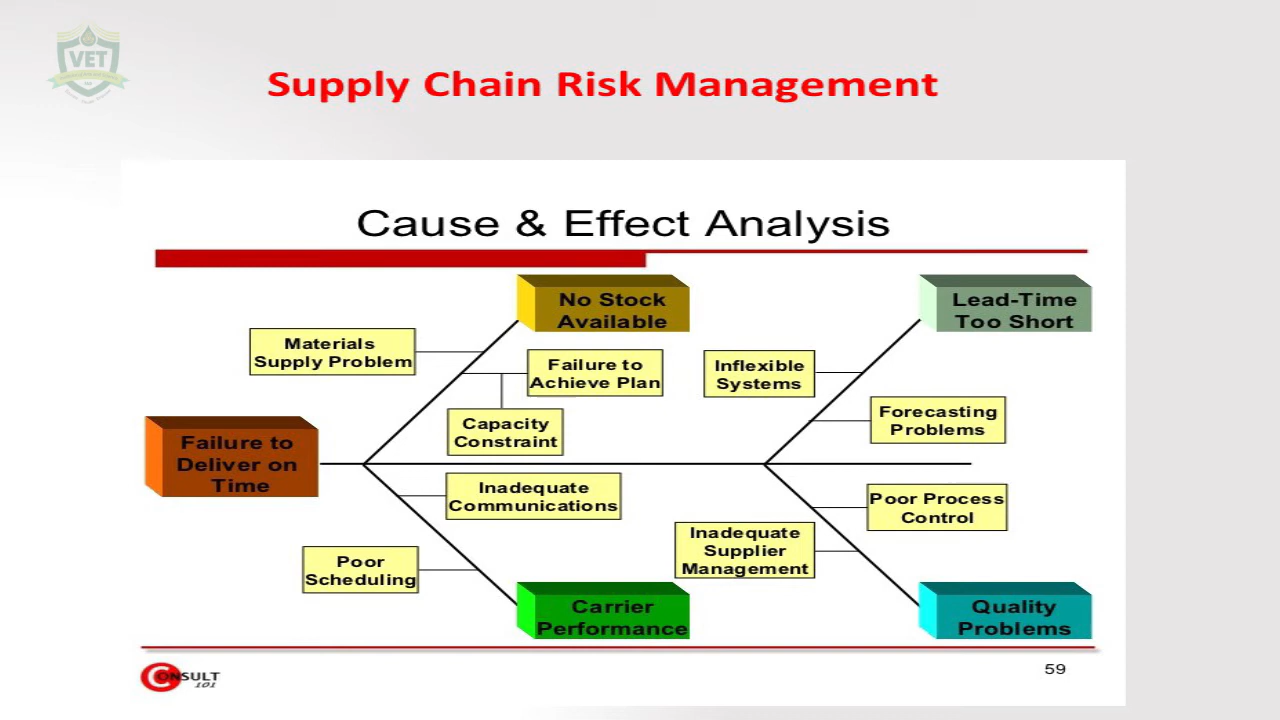 VET
Supply Chain Risk Management
Cause & Effect Analysis
No Stock
Available
Lead-Time
Too Short
Materials
Supply Problem
Failure to
Achieve Plan
Inflexible
Systems
Capacity
Constraint
Forecasting
Problems
Failure to
Deliver on
Time
Inadequate
Communications
Poor Process
Control
Inadequate
Supplier
Management
Poor
Scheduling
Carrier
Performance
Quality
Problems
CONSULT
101
59